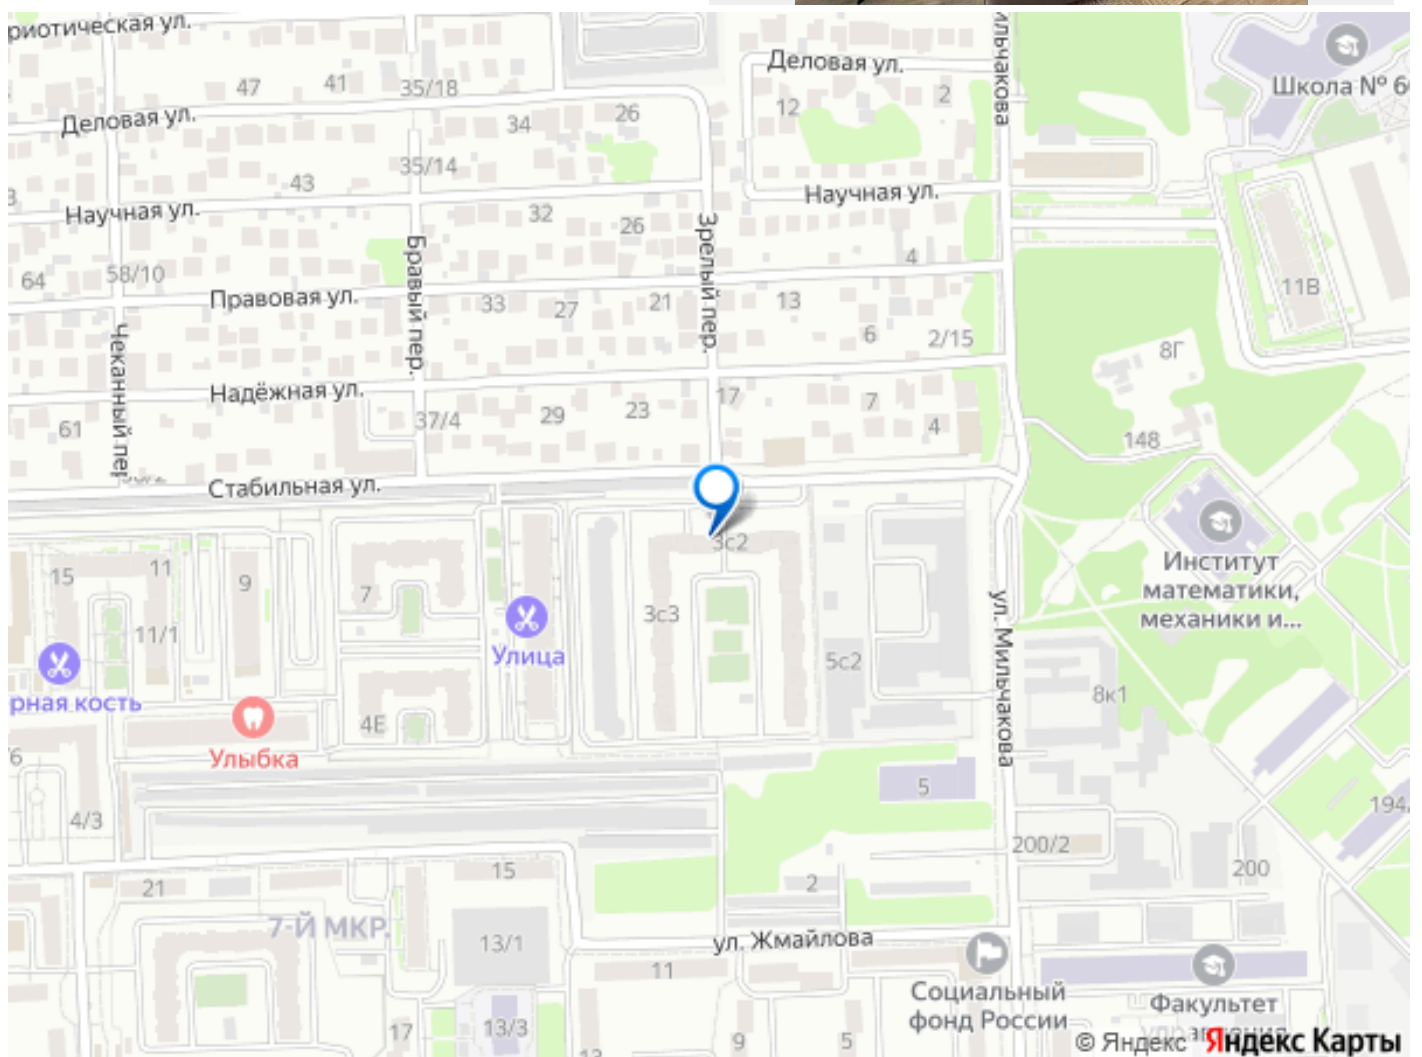 риотическая ул.
Деловая ул.
Школа № 60
ильчакова
47
41
35/18
12
2
Деловая ул.
34
26
35/14
43
Научная ул.
Научная ул.
32
26
Зрелый пер.
Бравый пер.
4
64
58/10
11В
Правовая ул.
33
27
21
13
6
2/15
8Г
Чеканный пер
Надёжная ул.
17
61
37/4
29
23
7
4
148
Стабильная ул.
3с2
Институт
математики,
механики и...
15
11
9
7
3с3
ул. Мильчакова
11/1
Улица
5с2
8к1
рная кость
4Е
Улыбка
5
4/3
194
200/2
200
21
15
2
7-Й МКР.
13/1
ул. Жмайлова
11
Социальный
фонд России
Факультет
управления
17
13/3
9
5
13
© Яндекс Яндекс Карты